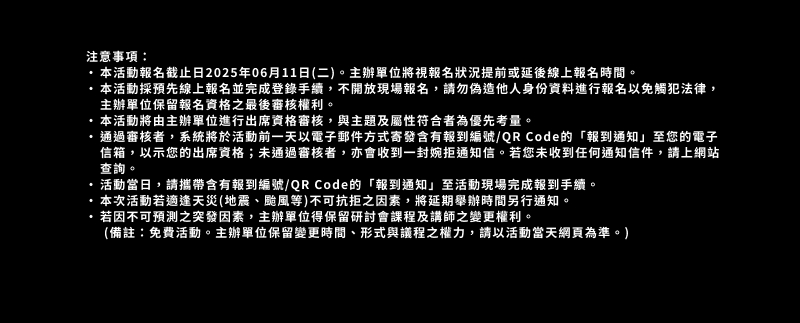 注意事項：
• 本活動報名截止日2025年06月11日(二)。主辦單位將視報名狀況提前或延後線上報名時間。
• 本活動採預先線上報名並完成登錄手續，不開放現場報名，請勿偽造他人身份資料進行報名以免觸犯法律，
主辦單位保留報名資格之最後審核權利。
• 本活動將由主辦單位進行出席資格審核，與主題及屬性符合者為優先考量。
• 通過審核者，系統將於活動前一天以電子郵件方式寄發含有報到編號/QR Code的「報到通知」至您的電子
信箱，以示您的出席資格；未通過審核者，亦會收到一封婉拒通知信。若您未收到任何通知信件，請上網站
查詢。
• 活動當日，請攜帶含有報到編號/QR Code的「報到通知」至活動現場完成報到手續。
• 本次活動若適逢天災(地震、颱風等)不可抗拒之因素，將延期舉辦時間另行通知。
• 若因不可預測之突發因素，主辦單位得保留研討會課程及講師之變更權利。
(備註：免費活動。主辦單位保留變更時間、形式與議程之權力，請以活動當天網頁為準。)